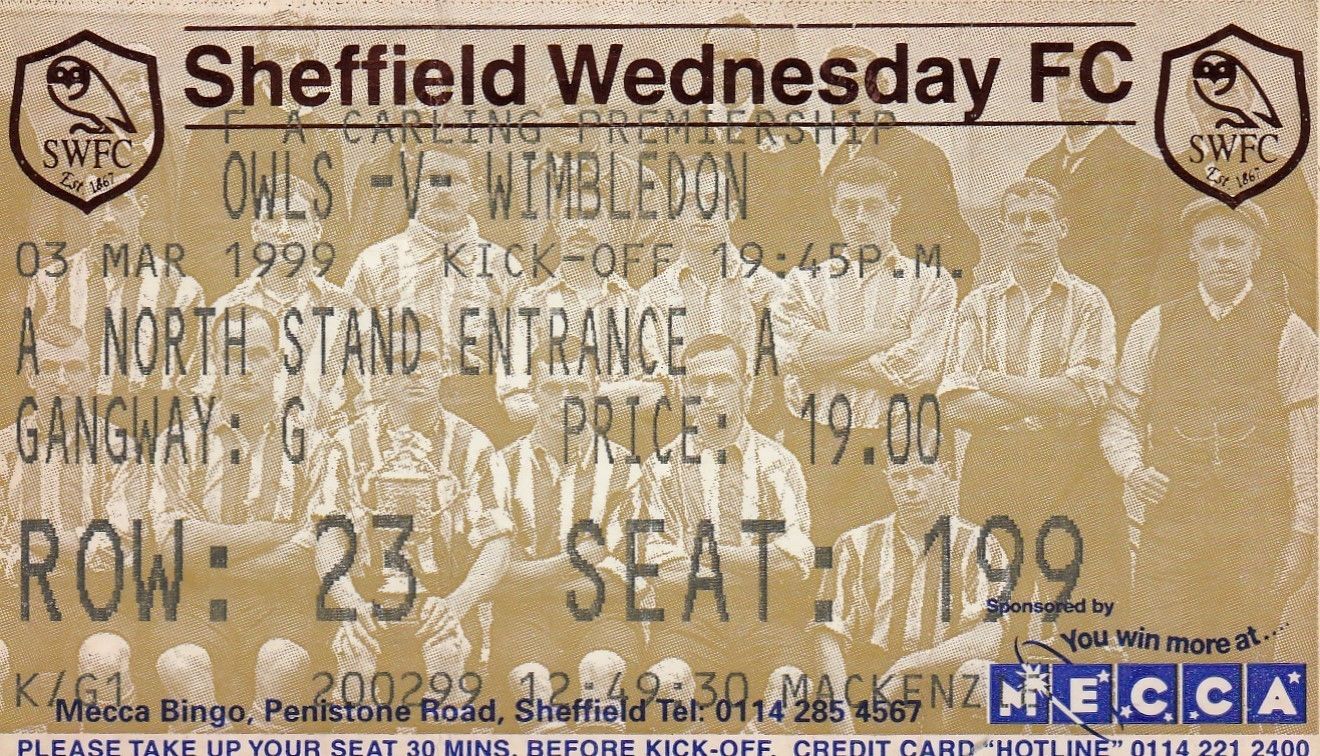 Sheffield Wednesday FC
SWFC
Est. 1867
SWFC
Est. 1867
F A CARLING PREMIERSHIP
OWLS -V- WIMBLEDON
03 MAR 1999 KICK-OFF 19:45P.M.
A NORTH STAND ENTRANCE A
GANGWAY: G PRICE: 19.00
ROW: 23 SEAT: 199
Sponsored by
You win more at....
MECCA
K/G1 200299 12:49:30 MACKENZIE
Mecca Bingo, Penistone Road, Sheffield Tel: 0114 285 4567
PLEASE TAKE UP YOUR SEAT 30 MINS. BEFORE KICK-OFF. CREDIT CARD "HOTLINE" 0114 221 2400